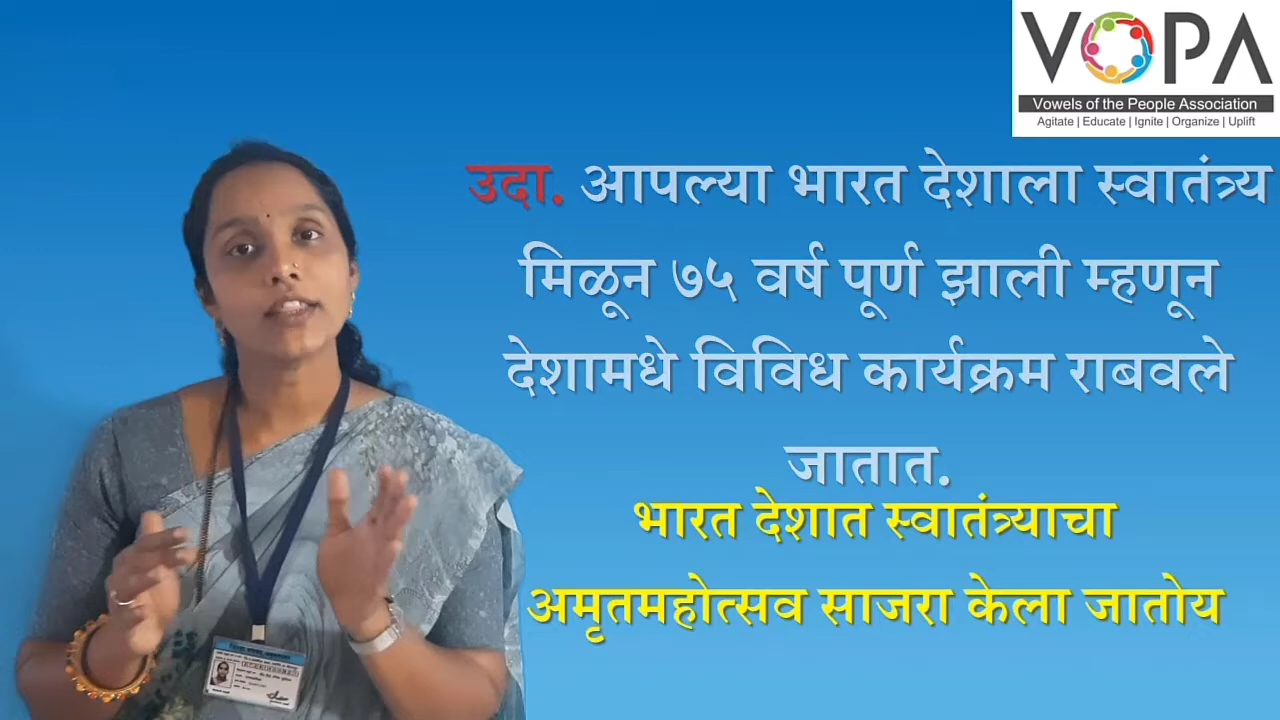 VOPA
Vowels of the People Association
Agitate | Educate | Ignite | Organize | Uplift
उदा. आपल्या भारत देशाला स्वातंत्र्य
मिळून ७५ वर्ष पूर्ण झाली म्हणून
देशामधे विविध कार्यक्रम राबवले
जातात.
भारत देशात स्वातंत्र्याचा
अमृतमहोत्सव साजरा केला जातोय